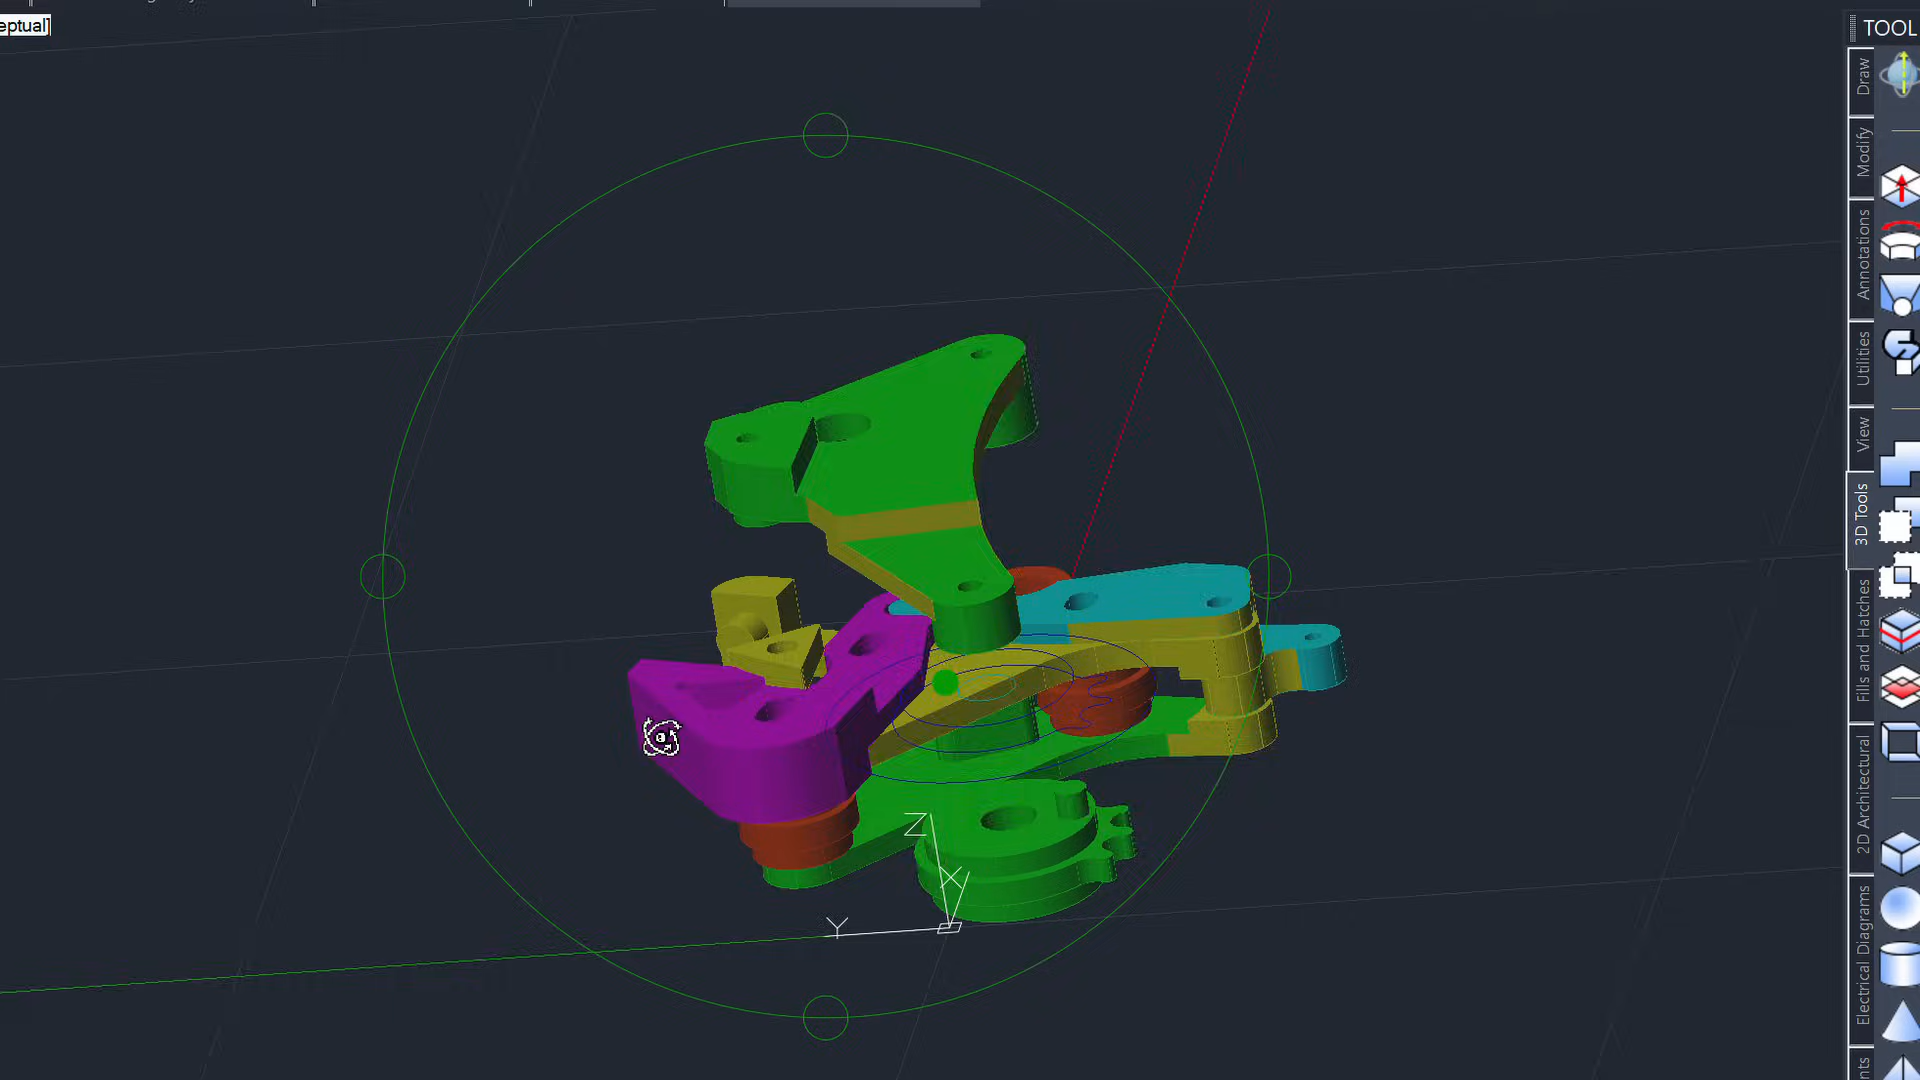 eptual]
TOOL
Draw
Modify
Annotations
Utilities
View
3D Tools
Fills and Hatches
2D Architectural
Electrical Diagrams
nts
Z
X
Y